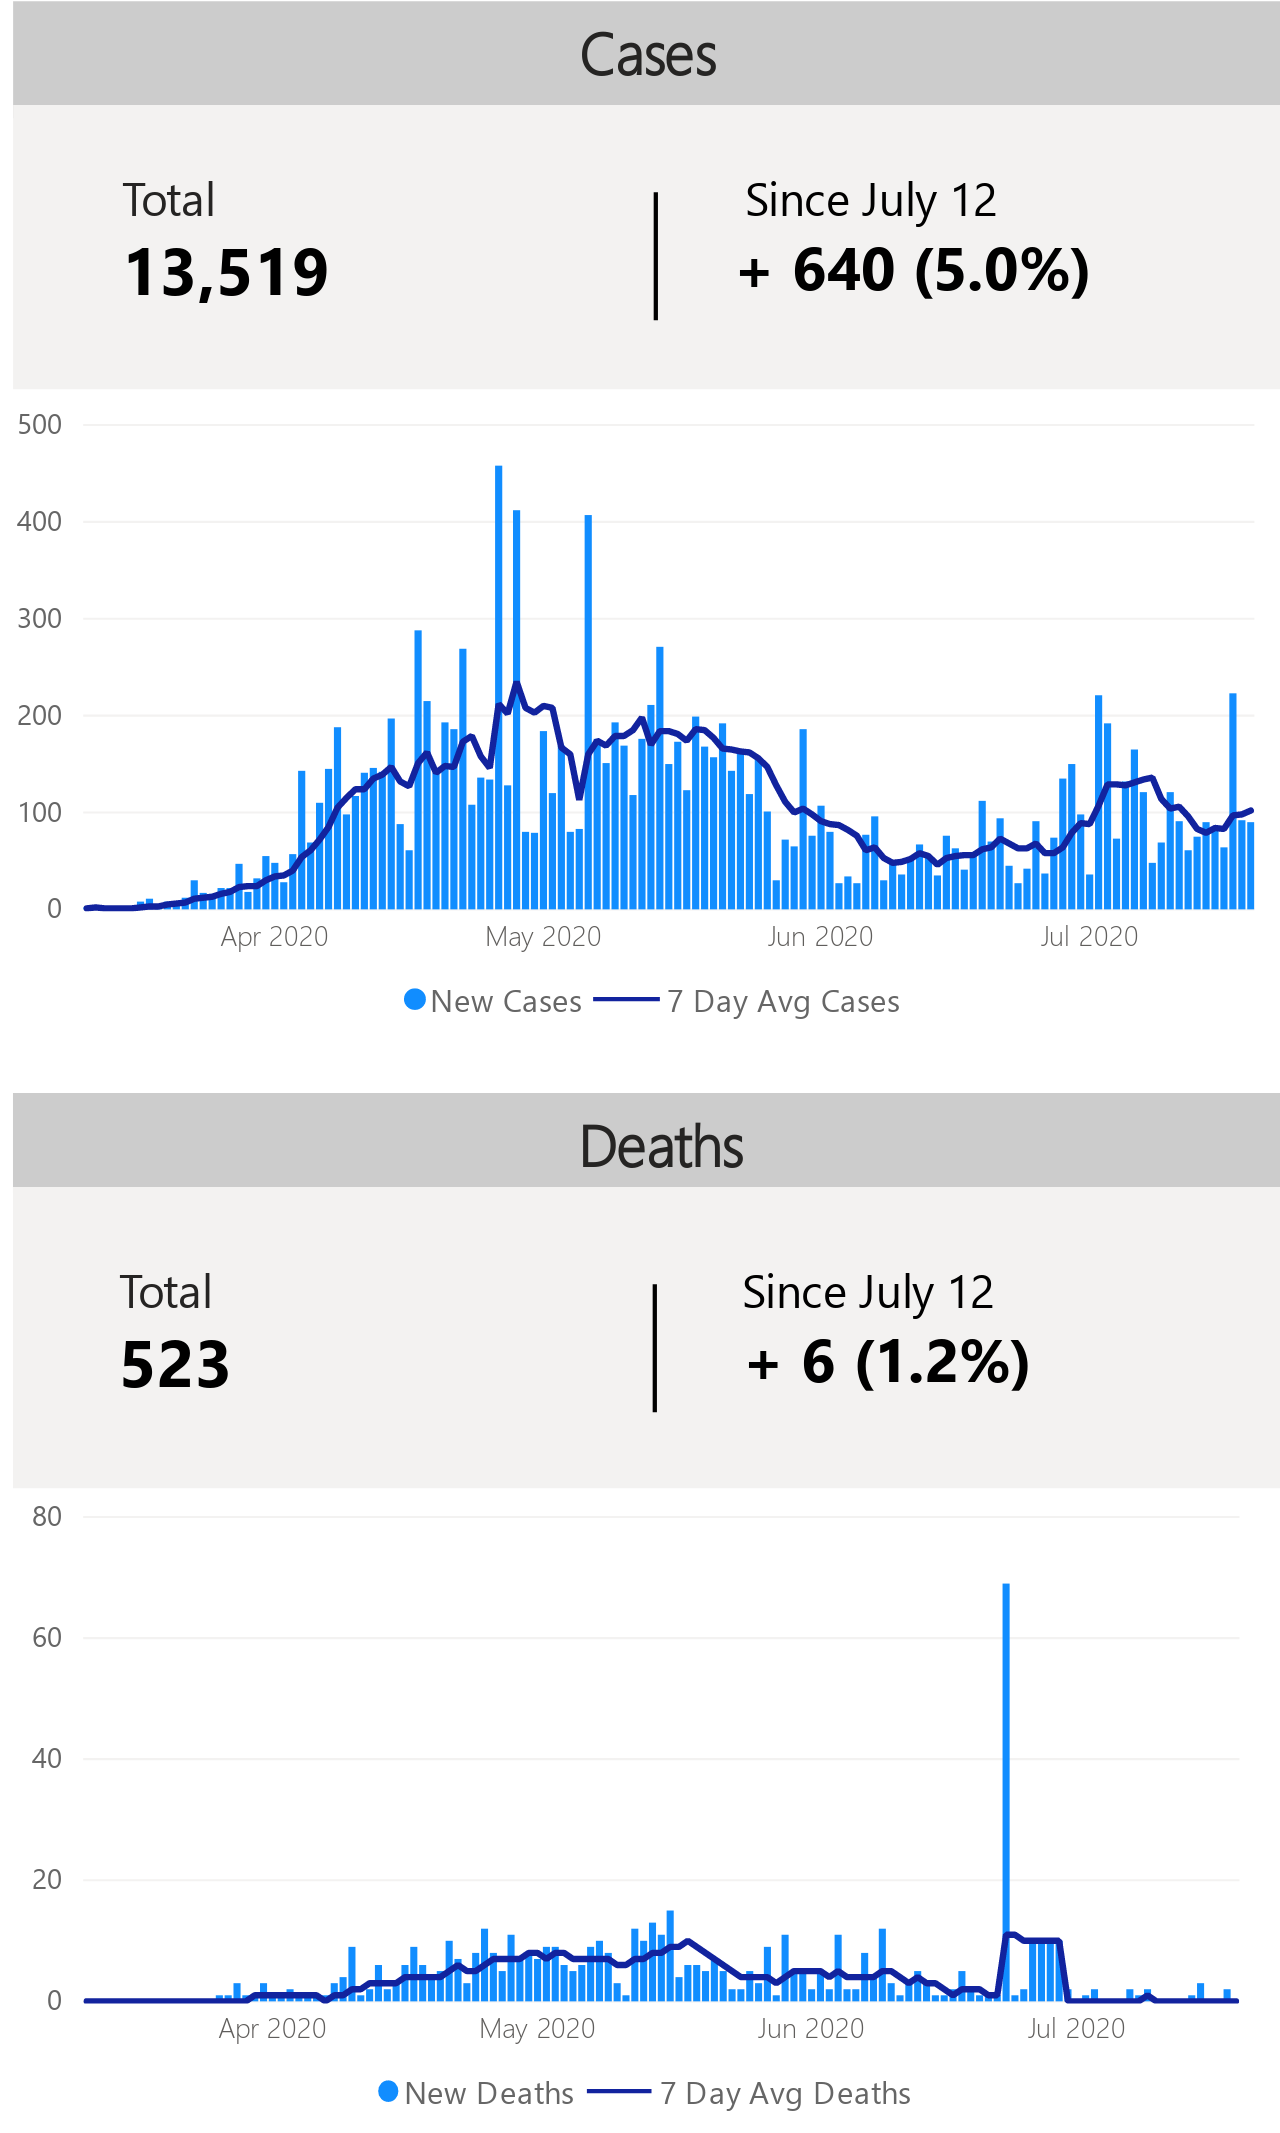 Cases
Total
13,519
Since July 12
+ 640 (5.0%)
500
400
300
200
100
0
Apr 2020 May 2020 Jun 2020 Jul 2020
New Cases 7 Day Avg Cases
Deaths
Total
523
Since July 12
+ 6 (1.2%)
80
60
40
20
0
Apr 2020 May 2020 Jun 2020 Jul 2020
New Deaths 7 Day Avg Deaths